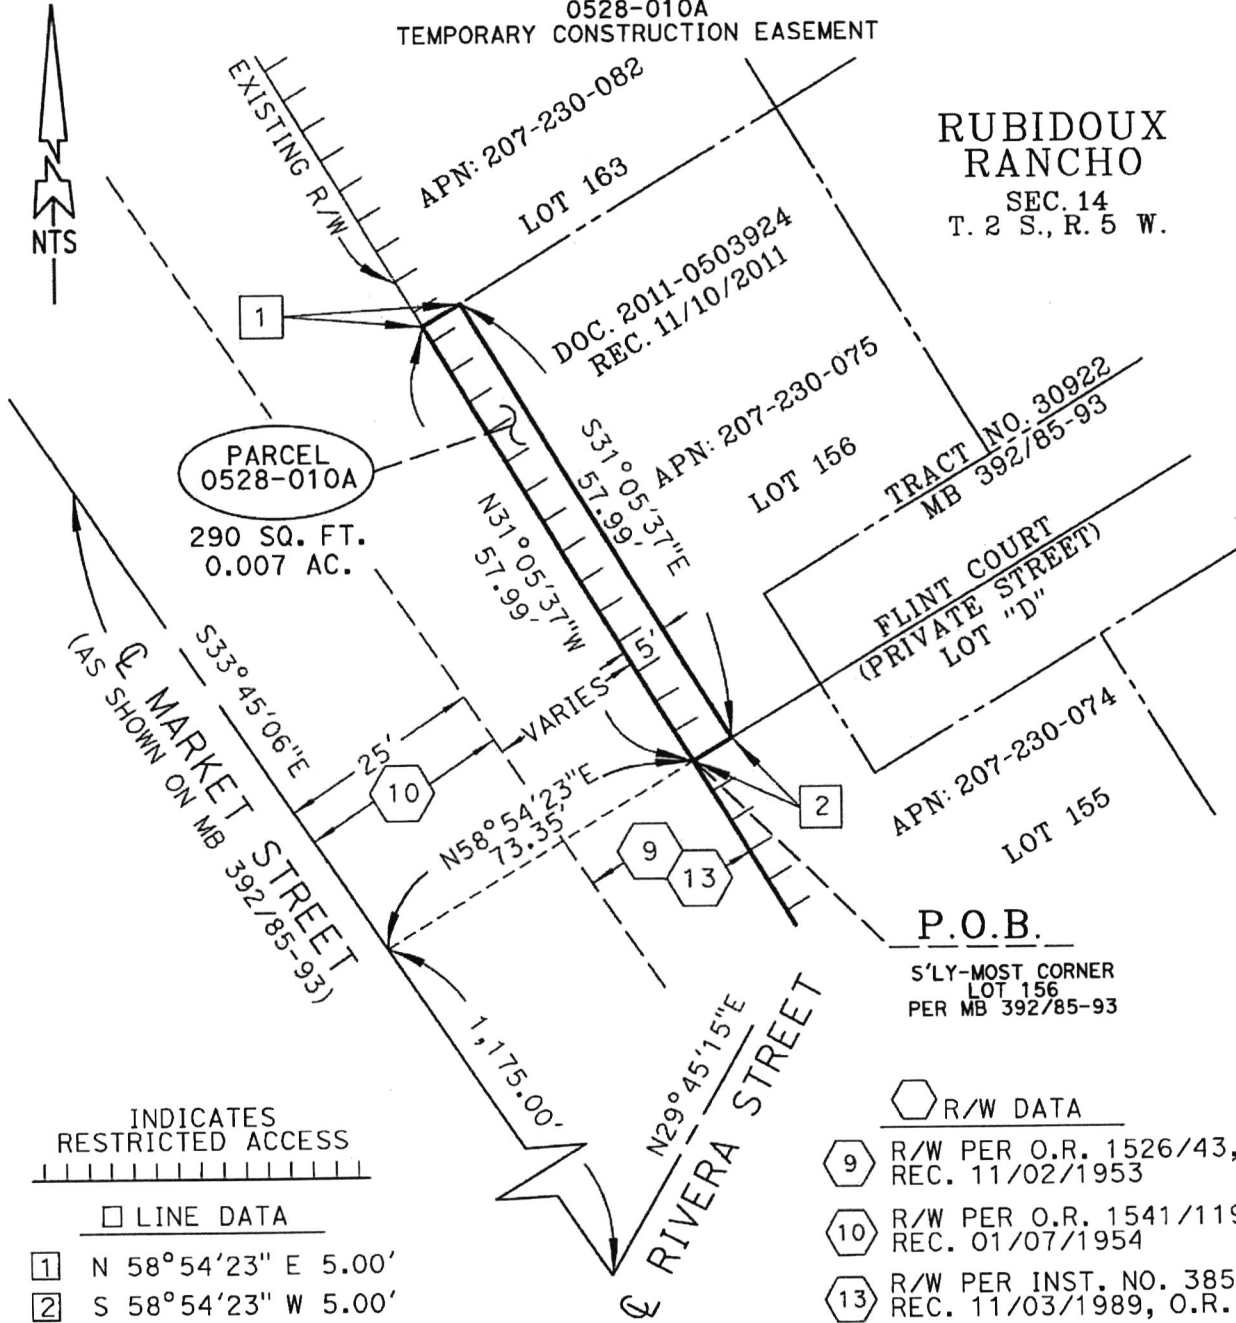 0528-010A
TEMPORARY CONSTRUCTION EASEMENT
NTS
EXISTING R/W
APN: 207-230-082
LOT 163
RUBIDOUX
RANCHO
SEC. 14
T. 2 S., R. 5 W.
1
DOC. 2011-0503924
REC. 11/10/2011
APN: 207-230-075
LOT 156
TRACT NO. 30922
MB 392/85-93
PARCEL
0528-010A
290 SQ. FT.
0.007 AC.
S31°05'37"E
57.99'
N31°05'37"W
57.99'
FLINT COURT
(PRIVATE STREET)
LOT "D"
5'
VARIES
S33°45'06"E
25'
10
℄ MARKET STREET
(AS SHOWN ON MB 392/85-93)
N58°54'23"E
73.35'
2
9
13
APN: 207-230-074
LOT 155
P.O.B.
S'LY-MOST CORNER
LOT 156
PER MB 392/85-93
1,175.00'
N29°45'15"E
℄ RIVERA STREET
INDICATES
RESTRICTED ACCESS
LINE DATA
1 N 58°54'23" E 5.00'
2 S 58°54'23" W 5.00'
R/W DATA
9 R/W PER O.R. 1526/43,
REC. 11/02/1953
10 R/W PER O.R. 1541/119
REC. 01/07/1954
13 R/W PER INST. NO. 385
REC. 11/03/1989, O.R.